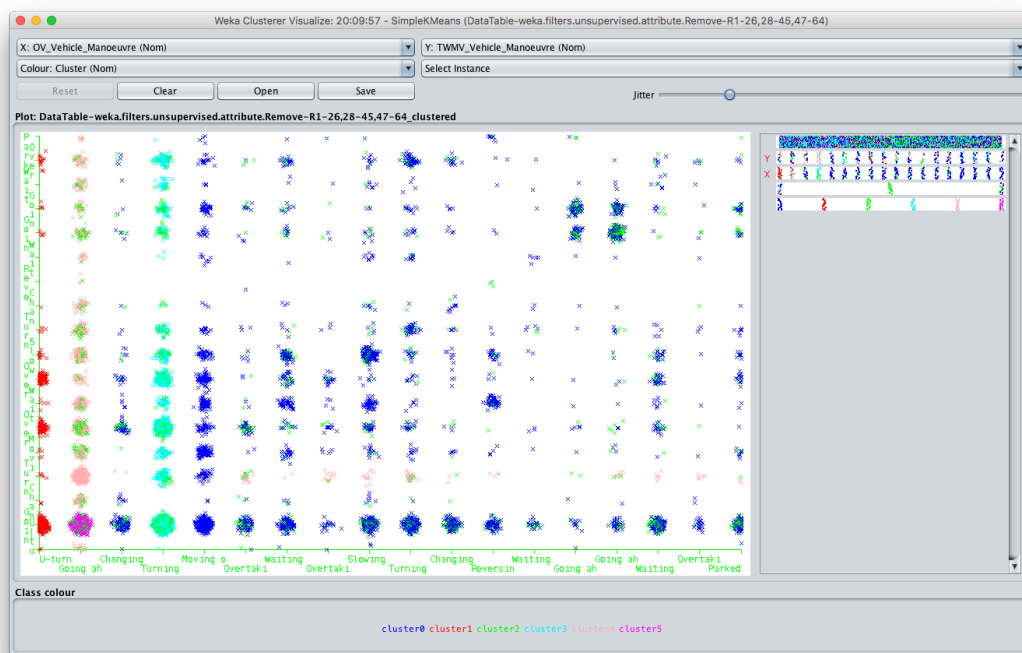 Weka Clusterer Visualize: 20:09:57 - SimpleKMeans (DataTable-weka.filters.unsupervised.attribute.Remove-R1-26,28-45,47-64)
X: OV_Vehicle_Manoeuvre (Nom) Y: TWMV_Vehicle_Manoeuvre (Nom)
Colour: Cluster (Nom) Select Instance
Reset Clear Open Save Jitter
Plot: DataTable-weka.filters.unsupervised.attribute.Remove-R1-26,28-45,47-64_clustered
Y
X
U-turn Changing Turning Moving o Waiting Slowing Changing Waiting Going ah Overtaki
Going ah Turning Overtaki Overtaki Turning Reversin Going ah Waiting Parked
Class colour
cluster0 cluster1 cluster2 cluster3 cluster4 cluster5